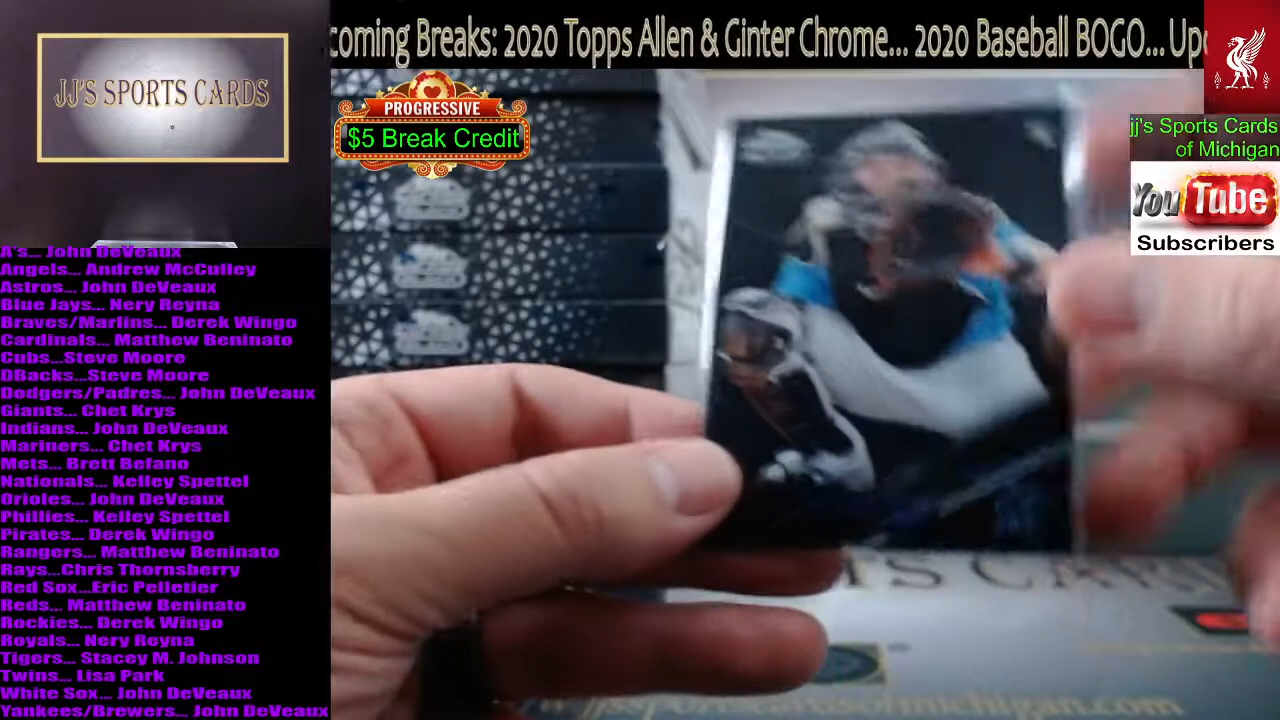 coming Breaks: 2020 Topps Allen & Ginter Chrome... 2020 Baseball BOGO... Upc
JJ'S SPORTS CARDS
PROGRESSIVE
$5 Break Credit
jj's Sports Cards
of Michigan
YouTube
Subscribers
A's... John DeVeaux
Angels... Andrew McCulley
Astros... John DeVeaux
Blue Jays... Nery Reyna
Braves/Marlins... Derek Wingo
Cardinals... Matthew Beninato
Cubs...Steve Moore
DBacks...Steve Moore
Dodgers/Padres... John DeVeaux
Giants... Chet Krys
Indians... John DeVeaux
Mariners... Chet Krys
Mets... Brett Befano
Nationals... Kelley Spettel
Orioles... John DeVeaux
Phillies... Kelley Spettel
Pirates... Derek Wingo
Rangers... Matthew Beninato
Rays...Chris Thornsberry
Red Sox...Eric Pelletier
Reds... Matthew Beninato
Rockies... Derek Wingo
Royals... Nery Reyna
Tigers... Stacey M. Johnson
Twins... Lisa Park
White Sox... John DeVeaux
Yankees/Brewers... John DeVeaux